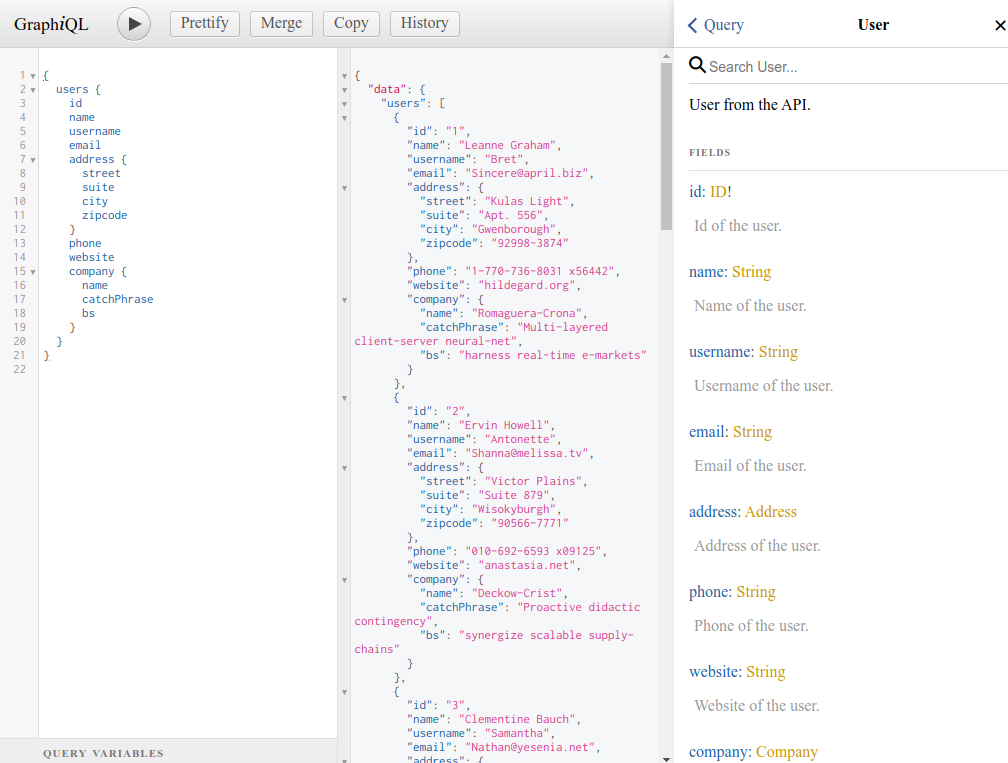 GraphiQL
Prettify
Merge
Copy
History
1 {
2 users {
3 id
4 name
5 username
6 email
7 address {
8 street
9 suite
10 city
11 zipcode
12 }
13 phone
14 website
15 company {
16 name
17 catchPhrase
18 bs
19 }
20 }
21 }
22
QUERY VARIABLES
{
"data": {
"users": [
{
"id": "1",
"name": "Leanne Graham",
"username": "Bret",
"email": "Sincere@april.biz",
"address": {
"street": "Kulas Light",
"suite": "Apt. 556",
"city": "Gwenborough",
"zipcode": "92998-3874"
},
"phone": "1-770-736-8031 x56442",
"website": "hildegard.org",
"company": {
"name": "Romaguera-Crona",
"catchPhrase": "Multi-layered
client-server neural-net",
"bs": "harness real-time e-markets"
}
},
{
"id": "2",
"name": "Ervin Howell",
"username": "Antonette",
"email": "Shanna@melissa.tv",
"address": {
"street": "Victor Plains",
"suite": "Suite 879",
"city": "Wisokyburgh",
"zipcode": "90566-7771"
},
"phone": "010-692-6593 x09125",
"website": "anastasia.net",
"company": {
"name": "Deckow-Crist",
"catchPhrase": "Proactive didactic
contingency",
"bs": "synergize scalable supply-
chains"
}
},
{
"id": "3",
"name": "Clementine Bauch",
"username": "Samantha",
"email": "Nathan@yesenia.net",
"address": {
Query
User
Search User...
User from the API.
FIELDS
id: ID!
Id of the user.
name: String
Name of the user.
username: String
Username of the user.
email: String
Email of the user.
address: Address
Address of the user.
phone: String
Phone of the user.
website: String
Website of the user.
company: Company